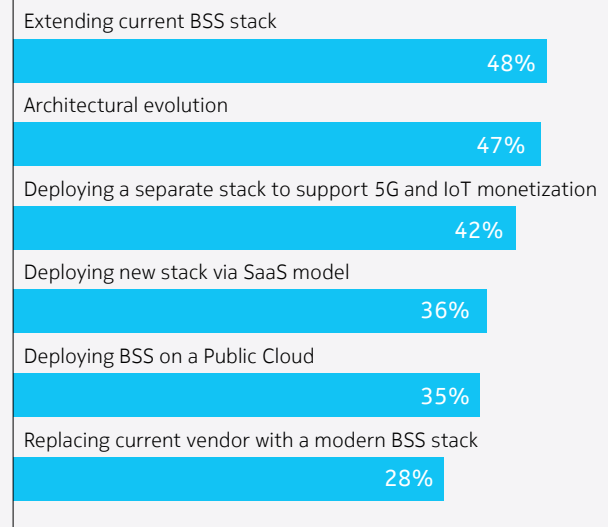 Extending current BSS stack
48%
Architectural evolution
47%
Deploying a separate stack to support 5G and IoT monetization
42%
Deploying new stack via SaaS model
36%
Deploying BSS on a Public Cloud
35%
Replacing current vendor with a modern BSS stack
28%